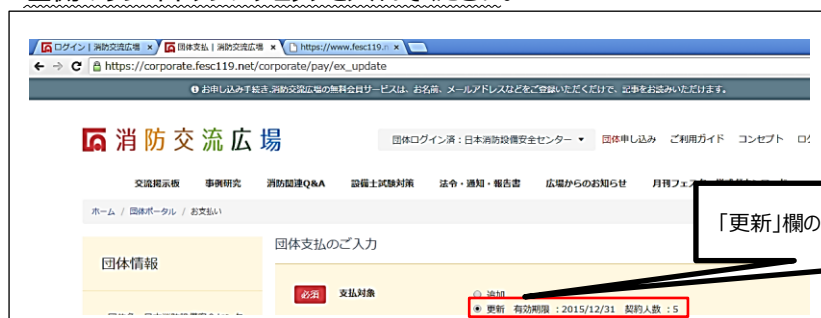 ログイン | 消防交流広場 ×
団体支払 | 消防交流広場 ×
https://www.fesc119.n ×
https://corporate.fesc119.net/corporate/pay/ex_update
お申し込み手続き.消防交流広場の無料会員サービスは、お名前、メールアドレスなどをご登録いただくだけで、記事をお読みいただけます。
消防交流広場
団体ログイン済:日本消防設備安全センター ▼ 団体申し込み ご利用ガイド コンセプト
交流掲示板 事例研究 消防関連Q&A 設備士試験対策 法令・通知・報告書 広場からのお知らせ 月刊フェスク
ホーム / 団体ポータル / お支払い
「更新」欄の
団体支払のご入力
団体情報
必須 支払対象
追加
更新 有効期限 :2015/12/31 契約人数 :5